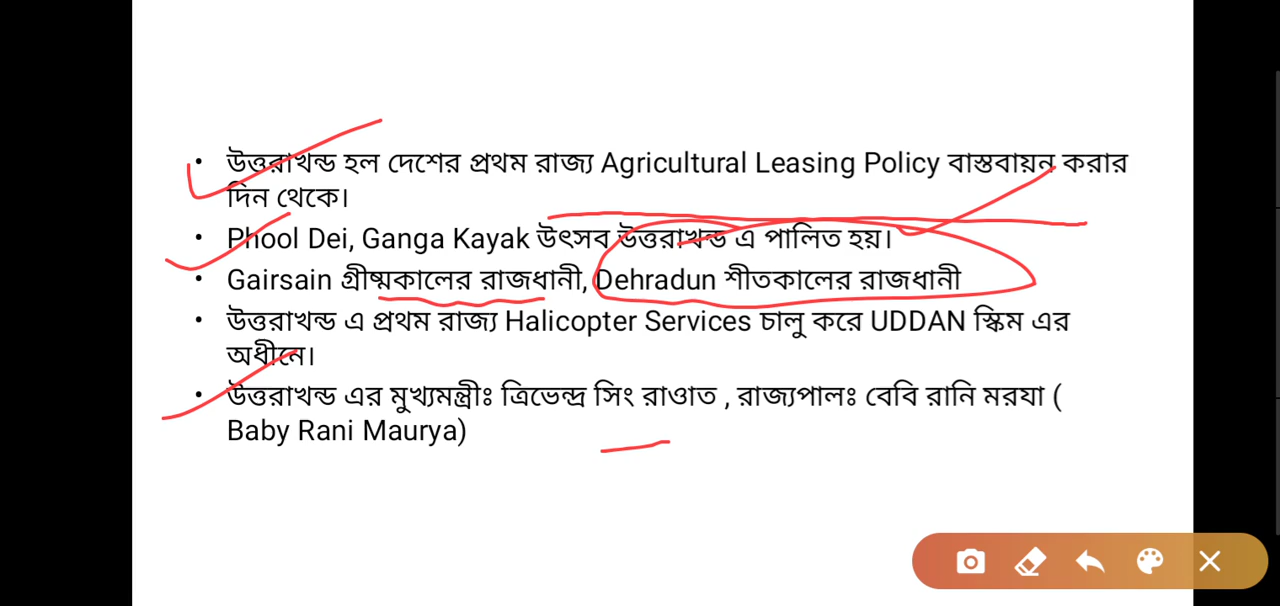 • উত্তরাখন্ড হল দেশের প্রথম রাজ্য Agricultural Leasing Policy বাস্তবায়ন করার
দিন থেকে।
• Phool Dei, Ganga Kayak উৎসব উত্তরাখন্ড এ পালিত হয়।
• Gairsain গ্রীষ্মকালের রাজধানী, Dehradun শীতকালের রাজধানী
• উত্তরাখন্ড এ প্রথম রাজ্য Halicopter Services চালু করে UDDAN স্কিম এর
অধীনে।
• উত্তরাখন্ড এর মুখ্যমন্ত্রীঃ ত্রিভেন্দ্র সিং রাওাত , রাজ্যপালঃ বেবি রানি মরযা (
Baby Rani Maurya)